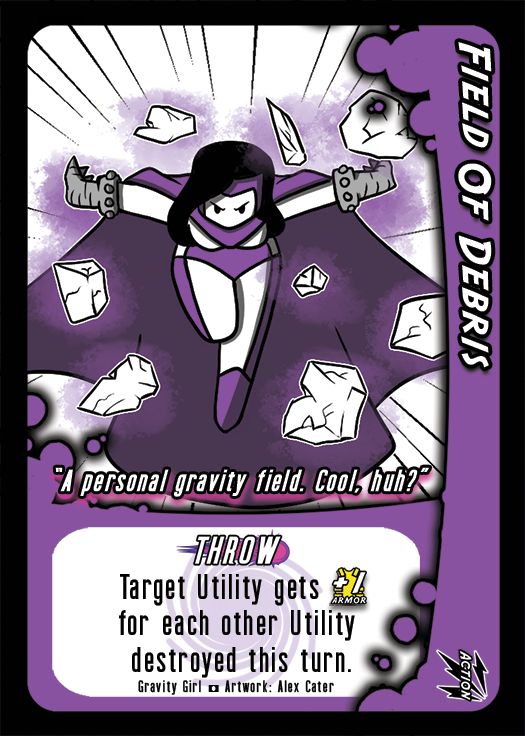 Field of Debris
"A personal gravity field. Cool, huh?"
THROW
Target Utility gets +1 ARMOR
for each other Utility
destroyed this turn.
Gravity Girl Artwork: Alex Cater
ACTION